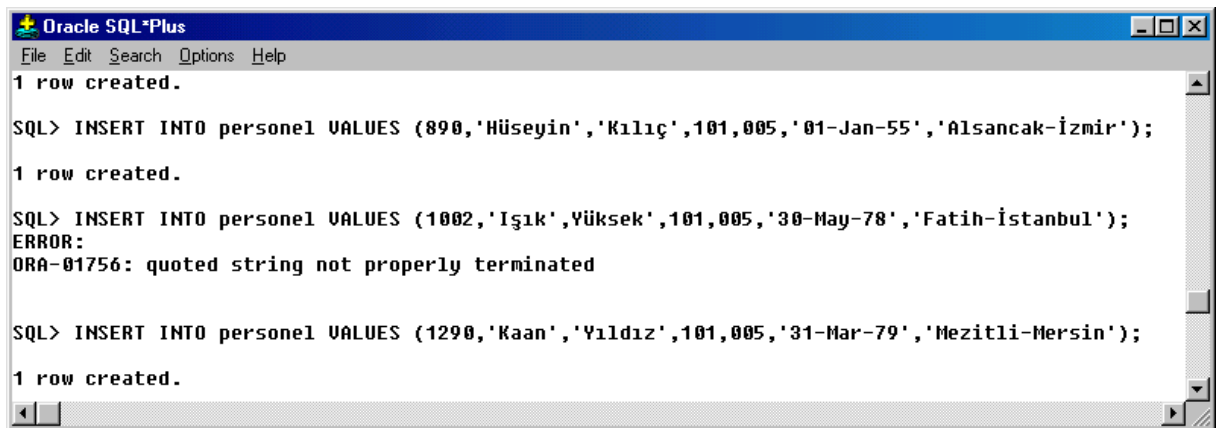 Oracle SQL*Plus
File Edit Search Options Help
1 row created.
SQL> INSERT INTO personel VALUES (890,'Hüseyin','Kılıç',101,005,'01-Jan-55','Alsancak-İzmir');
1 row created.
SQL> INSERT INTO personel VALUES (1002,'Işık',Yüksek',101,005,'30-May-78','Fatih-İstanbul');
ERROR:
ORA-01756: quoted string not properly terminated
SQL> INSERT INTO personel VALUES (1290,'Kaan','Yıldız',101,005,'31-Mar-79','Mezitli-Mersin');
1 row created.